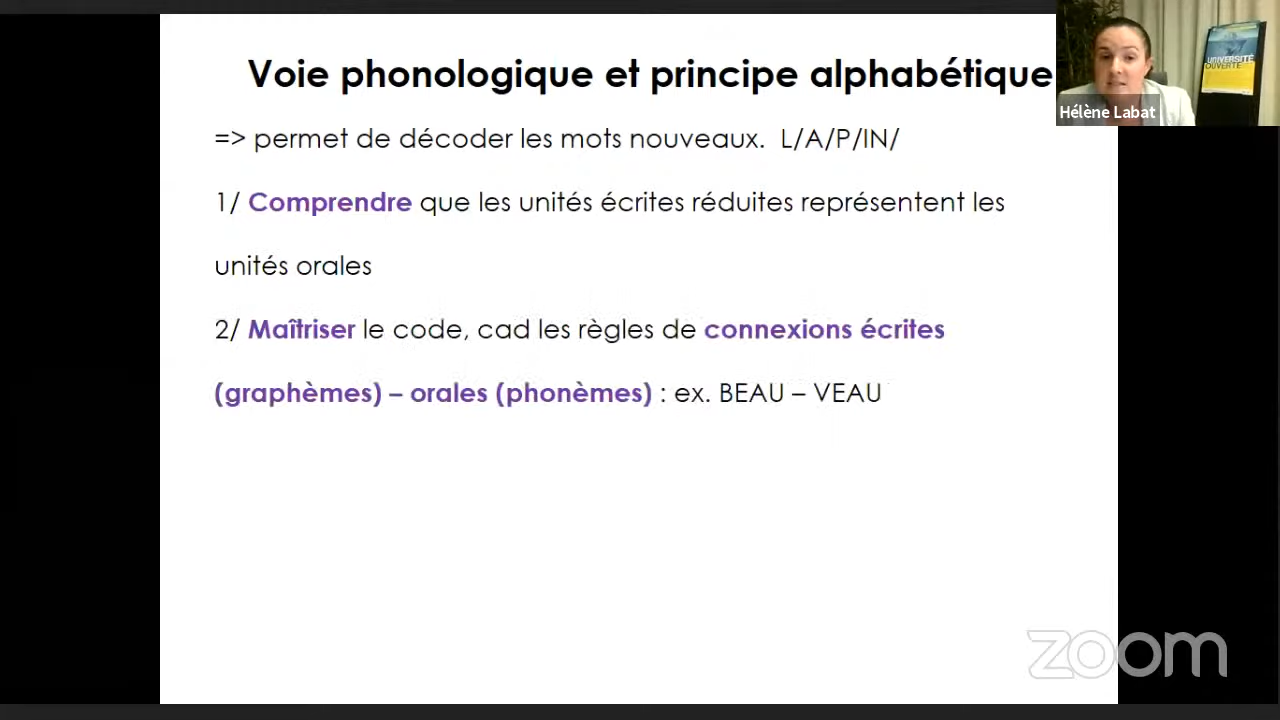 Voie phonologique et principe alphabétique
=> permet de décoder les mots nouveaux. L/A/P/IN/
1/ Comprendre que les unités écrites réduites représentent les
unités orales
2/ Maîtriser le code, cad les règles de connexions écrites
(graphèmes) – orales (phonèmes) : ex. BEAU – VEAU
UNIVERSITÉ
OUVERTE
Hélène Labat
zoom